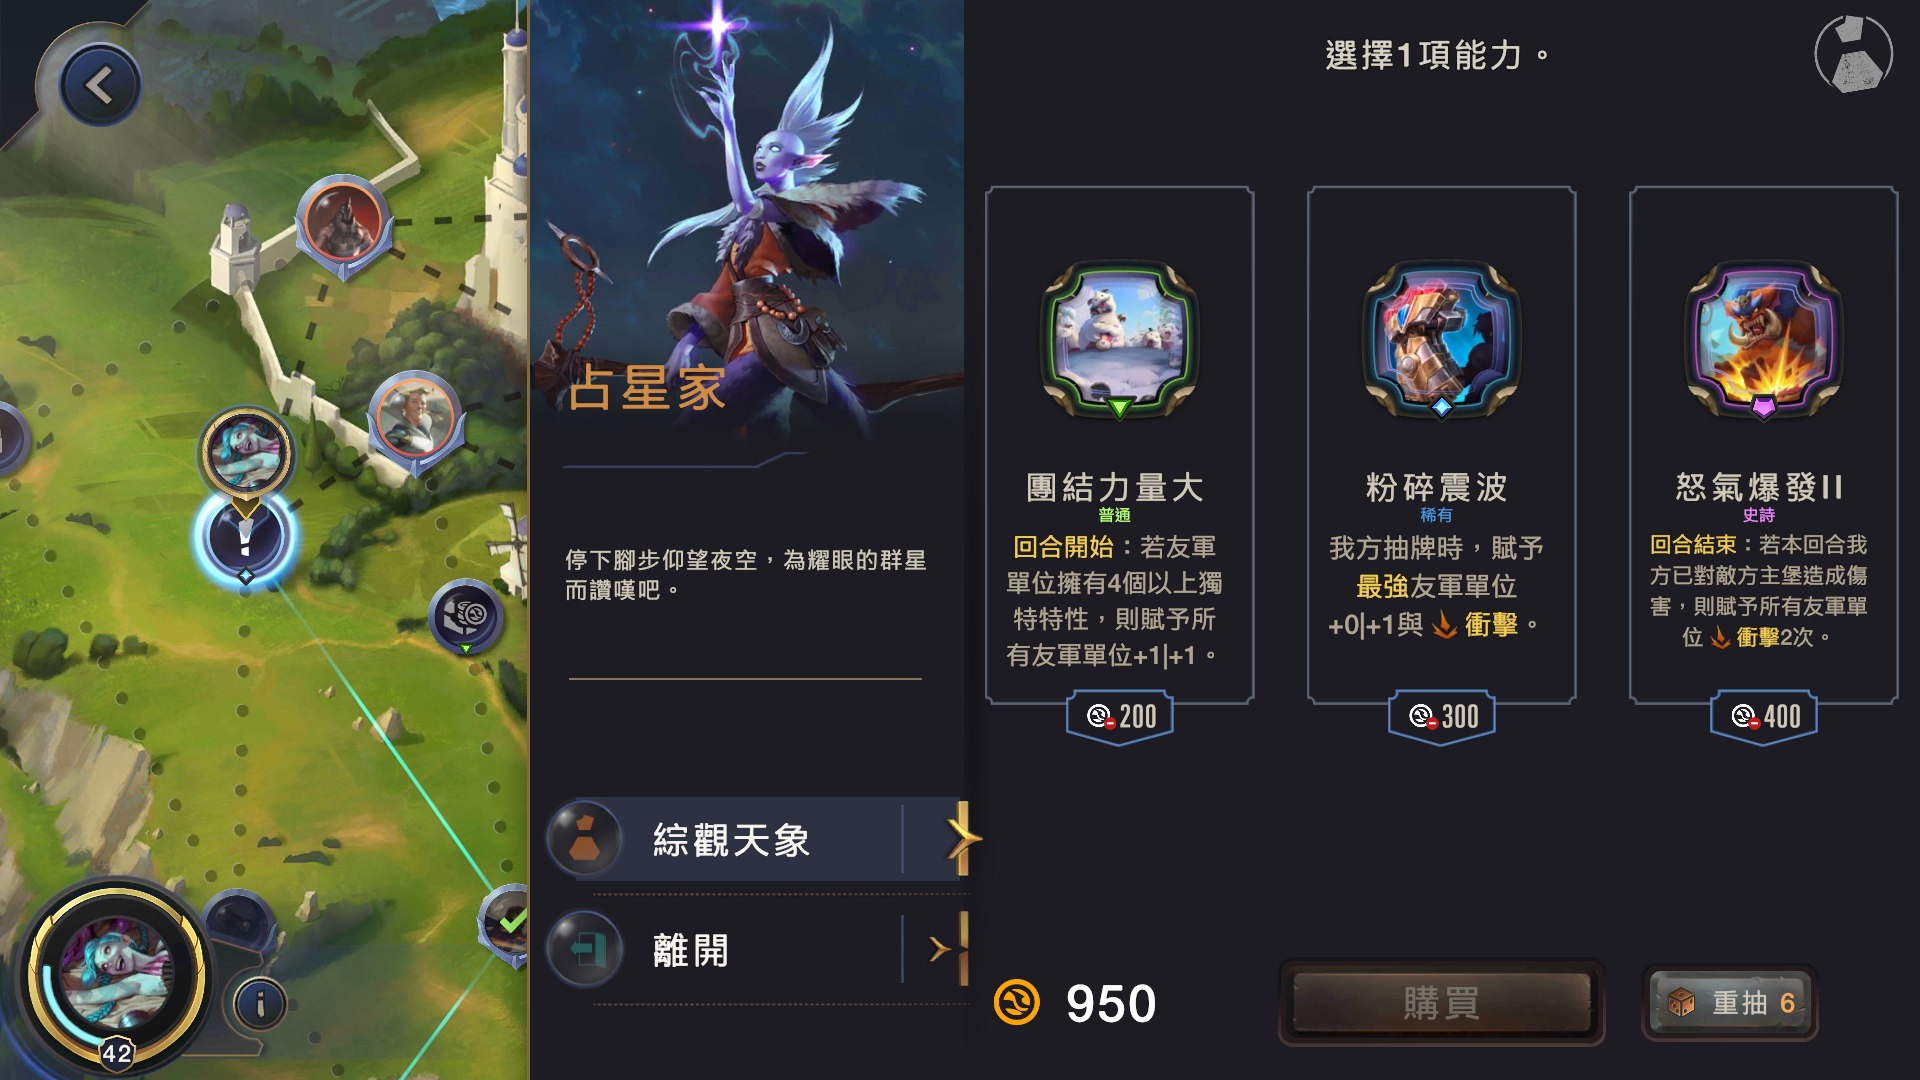 選擇1項能力。
占星家
停下腳步仰望夜空，為耀眼的群星
而讚嘆吧。
綜觀天象
離開
團結力量大
普通
回合開始：若友軍
單位擁有4個以上獨
特特性，則賦予所
有友軍單位+1|+1。
200
粉碎震波
稀有
我方抽牌時，賦予
最強友軍單位
+0|+1與衝擊。
300
怒氣爆發II
史詩
回合結束：若本回合我
方已對敵方主堡造成傷
害，則賦予所有友軍單
位衝擊2次。
400
42
950
購買
重抽 6